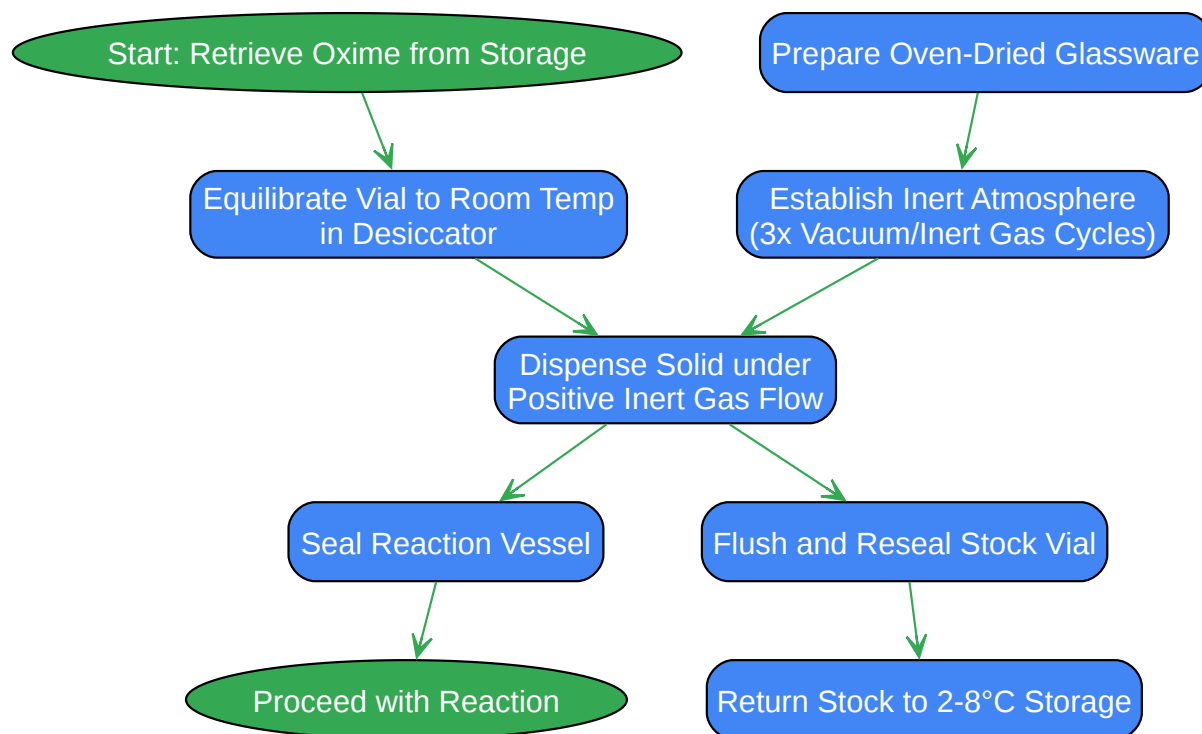 Start: Retrieve Oxime from Storage
Prepare Oven-Dried Glassware
Equilibrate Vial to Room Temp
in Desiccator
Establish Inert Atmosphere
(3x Vacuum/Inert Gas Cycles)
Dispense Solid under
Positive Inert Gas Flow
Seal Reaction Vessel
Flush and Reseal Stock Vial
Proceed with Reaction
Return Stock to 2-8°C Storage